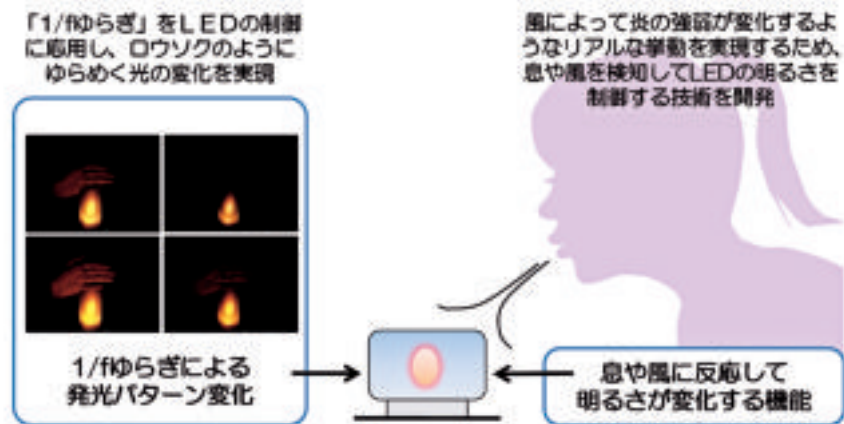 「1/fゆらぎ」をLEDの制御
に応用し、ロウソクのように
ゆらめく光の変化を実現
風によって炎の強弱が変化するよ
うなリアルな挙動を実現するため、
息や風を検知してLEDの明るさを
制御する技術を開発
1/fゆらぎによる
発光パターン変化
息や風に反応して
明るさが変化する機能